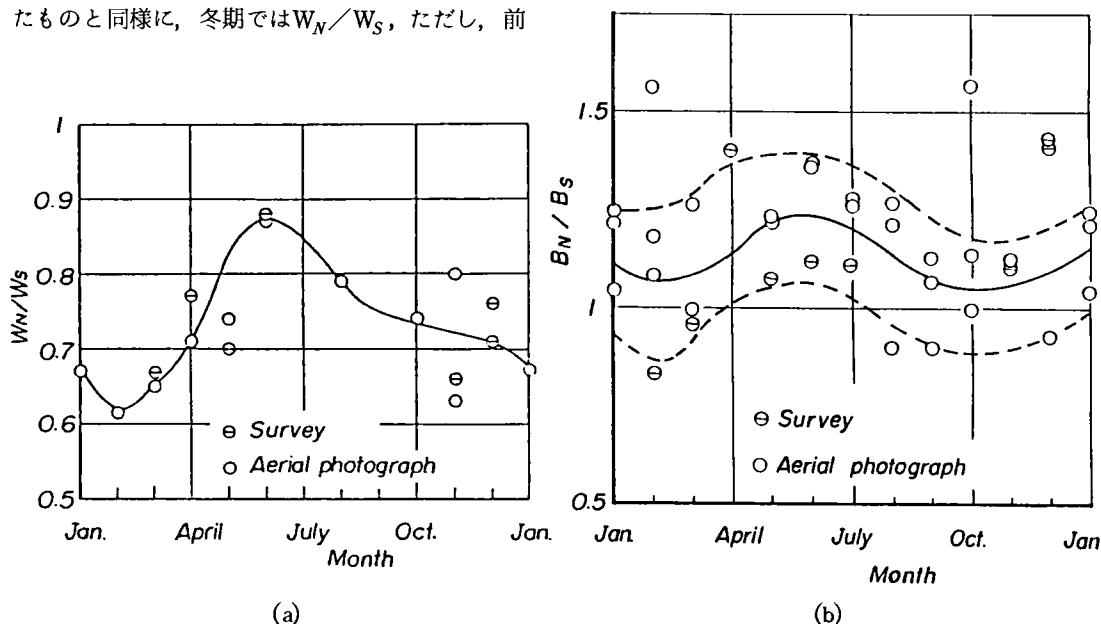 たものと同様に，冬期ではW_N／W_S，ただし，前
1
0.9
0.8
0.7
0.6
0.5
W_N/W_S
⊖ Survey
○ Aerial photograph
Jan. April July Oct. Jan.
Month
(a)
1.5
1
0.5
B_N / B_S
⊖ Survey
○ Aerial photograph
Jan. April July Oct. Jan
Month
(b)